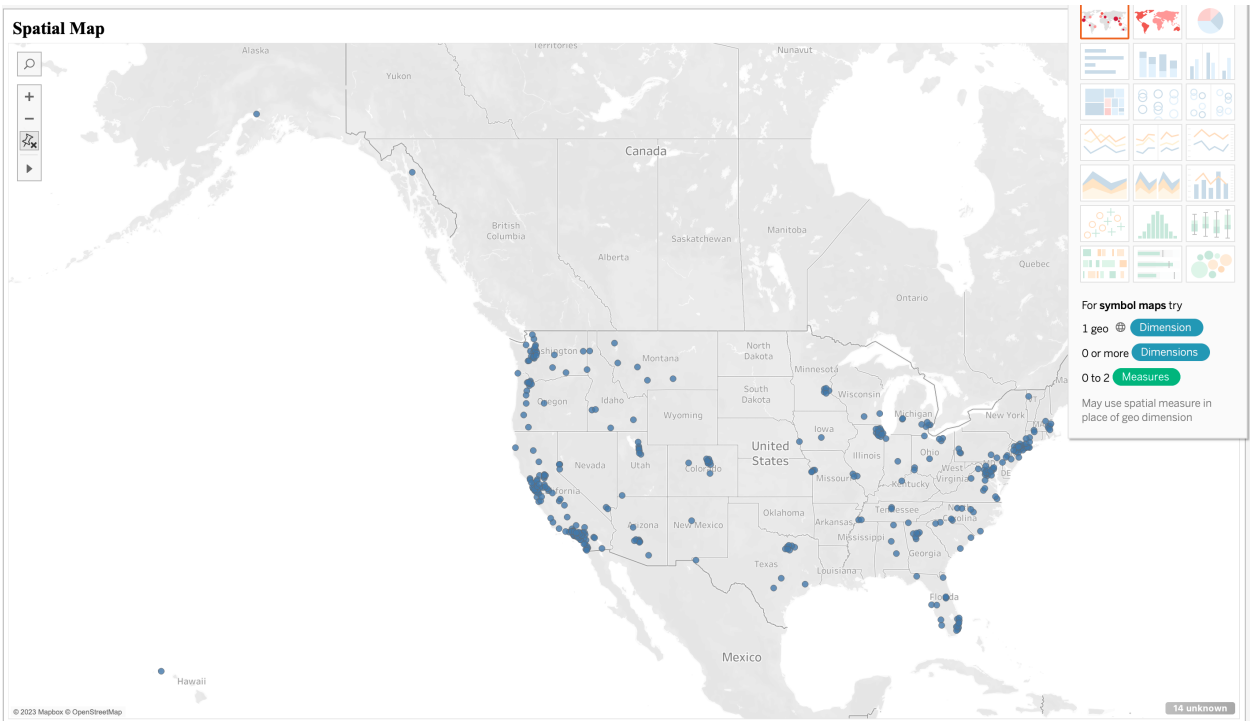 Spatial Map
Alaska
Territories
Nunavut
Yukon
Canada
British
Columbia
Alberta
Saskatchewan
Manitoba
Quebec
Ontario
For symbol maps try
1 geo Dimension
0 or more Dimensions
0 to 2 Measures
May use spatial measure in
place of geo dimension
Montana
North
Dakota
Minnesota
Wisconsin
Michigan
New York
VT
Idaho
Wyoming
South
Dakota
Iowa
United
States
Illinois
Ohio
Nevada
Utah
Colorado
Missouri
West
Virginia
Kentucky
DE
Arizona
New Mexico
Oklahoma
Arkansas
Tennessee
Carolina
Mississippi
Georgia
Texas
Louisiana
Florida
Mexico
Hawaii
© 2023 Mapbox © OpenStreetMap
14 unknown